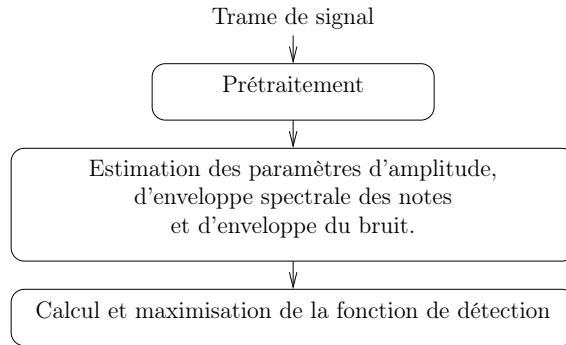 Trame de signal
Prétraitement
Estimation des paramètres d'amplitude,
d'enveloppe spectrale des notes
et d'enveloppe du bruit.
Calcul et maximisation de la fonction de détection